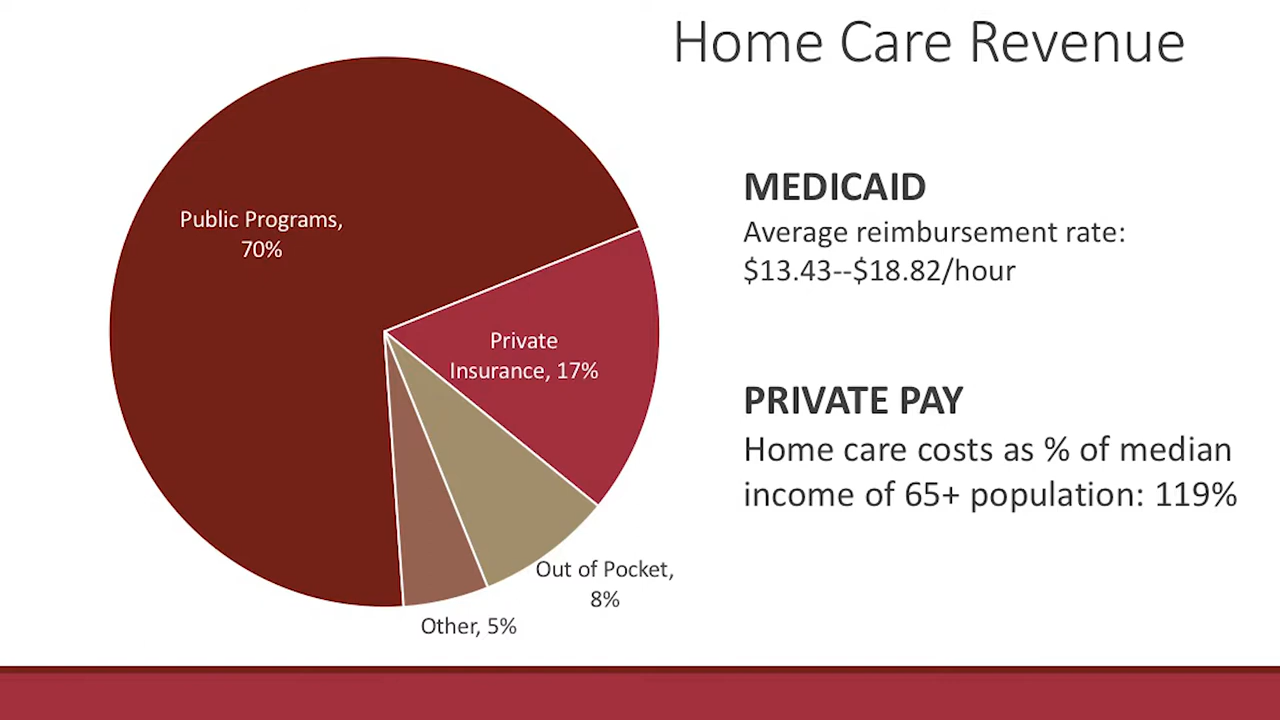 Home Care Revenue
Public Programs,
70%
Private
Insurance, 17%
Out of Pocket,
8%
Other, 5%
MEDICAID
Average reimbursement rate:
$13.43--$18.82/hour
PRIVATE PAY
Home care costs as % of median
income of 65+ population: 119%